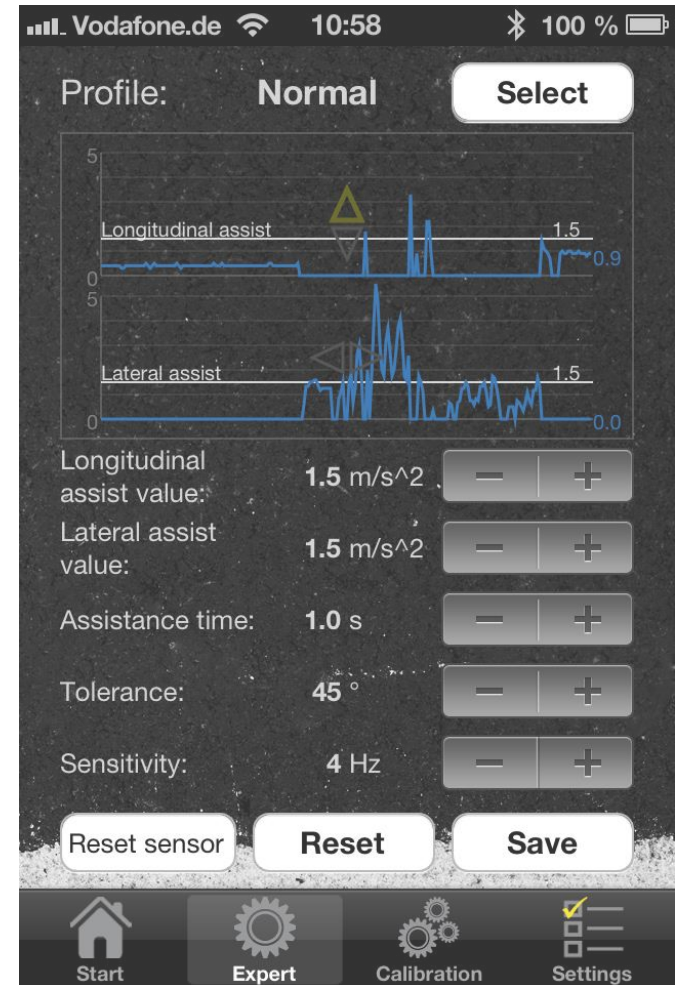 Vodafone.de 10:58 100 %
Profile: Normal Select
5
Longitudinal assist 1.5
0.9
0
5
Lateral assist 1.5
0 0.0
Longitudinal
assist value: 1.5 m/s^2 − +
Lateral assist
value: 1.5 m/s^2 − +
Assistance time: 1.0 s − +
Tolerance: 45 ° − +
Sensitivity: 4 Hz − +
Reset sensor Reset Save
Start Expert Calibration Settings